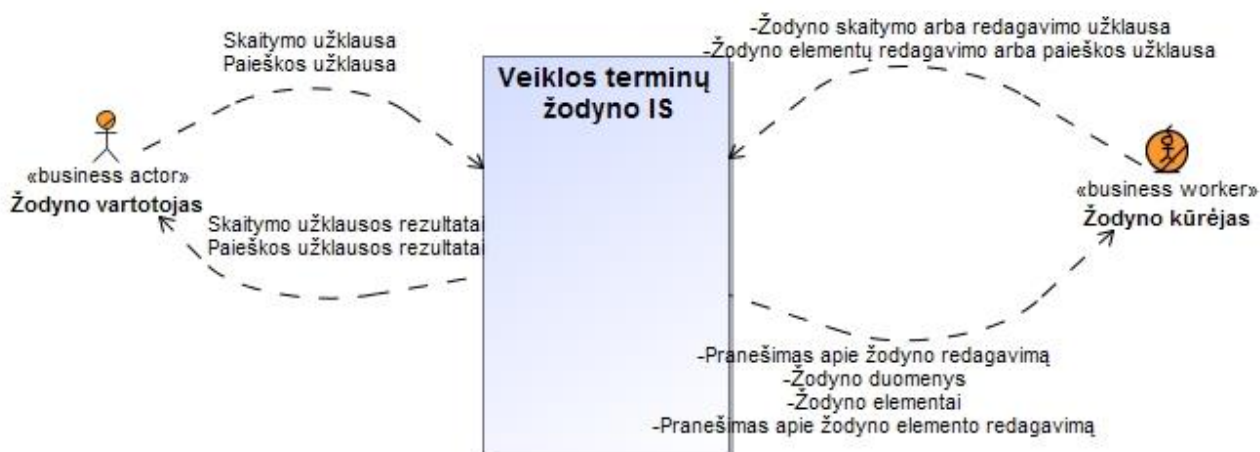 Skaitymo užklausa
Paieškos užklausa
«business actor»
Žodyno vartotojas
Skaitymo užklausos rezultatai
Paieškos užklausos rezultatai
Veiklos terminų
žodyno IS
-Žodyno skaitymo arba redagavimo užklausa
-Žodyno elementų redagavimo arba paieškos užklausa
«business worker»
Žodyno kūrėjas
-Pranešimas apie žodyno redagavimą
-Žodyno duomenys
-Žodyno elementai
-Pranešimas apie žodyno elemento redagavimą